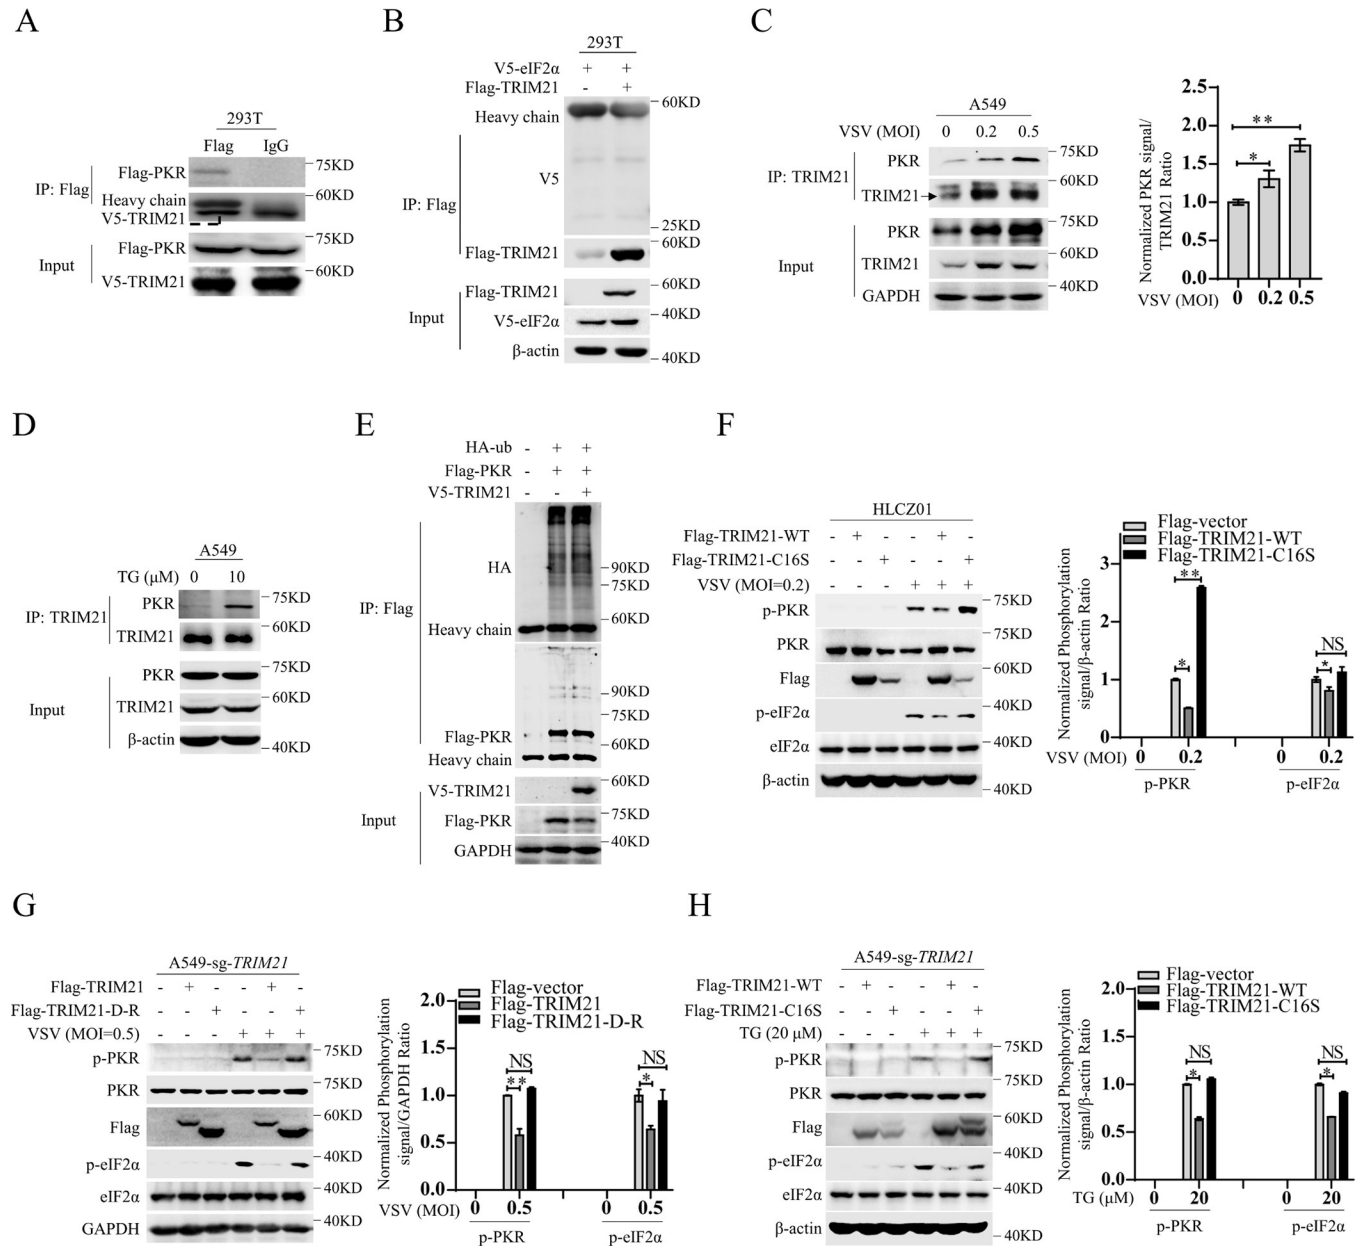 A
293T
Flag IgG
IP: Flag
Flag-PKR
75KD
Heavy chain
60KD
V5-TRIM21
Input
Flag-PKR
75KD
V5-TRIM21
60KD
B
293T
V5-eIF2α + +
Flag-TRIM21 - +
60KD
Heavy chain
IP: Flag
V5
25KD
60KD
Flag-TRIM21
Input
Flag-TRIM21
60KD
V5-eIF2α
40KD
β-actin
40KD
C
A549
VSV (MOI) 0 0.2 0.5
IP: TRIM21
PKR
75KD
TRIM21
60KD
Input
PKR
75KD
TRIM21
60KD
GAPDH
40KD
Normalized PKR signal/
TRIM21 Ratio
2.5
2.0
1.5
1.0
0.5
0.0
**
*
VSV (MOI) 0 0.2 0.5
D
A549
TG (μM) 0 10
IP: TRIM21
PKR
75KD
TRIM21
60KD
Input
PKR
75KD
TRIM21
60KD
β-actin
40KD
E
HA-ub - + +
Flag-PKR - + +
V5-TRIM21 - - +
IP: Flag
HA
90KD
75KD
60KD
Heavy chain
90KD
75KD
Flag-PKR
60KD
Heavy chain
Input
V5-TRIM21
60KD
Flag-PKR
75KD
GAPDH
40KD
F
HLCZ01
Flag-TRIM21-WT - + - - + -
Flag-TRIM21-C16S - - + - - +
VSV (MOI=0.2) - - - + + +
p-PKR
75KD
PKR
75KD
Flag
60KD
p-eIF2α
40KD
eIF2α
40KD
β-actin
40KD
Normalized Phosphorylation
signal/β-actin Ratio
Flag-vector
Flag-TRIM21-WT
Flag-TRIM21-C16S
3
2
1
0
**
*
NS
*
VSV (MOI) 0 0.2 0 0.2
p-PKR p-eIF2α
G
A549-sg-TRIM21
Flag-TRIM21 - + - - + -
Flag-TRIM21-D-R - - + - - +
VSV (MOI=0.5) - - - + + +
p-PKR
75KD
PKR
75KD
Flag
60KD
p-eIF2α
40KD
eIF2α
40KD
GAPDH
40KD
Normalized Phosphorylation
signal/GAPDH Ratio
Flag-vector
Flag-TRIM21
Flag-TRIM21-D-R
2.0
1.5
1.0
0.5
0.0
NS
**
NS
*
VSV (MOI) 0 0.5 0 0.5
p-PKR p-eIF2α
H
A549-sg-TRIM21
Flag-TRIM21-WT - + - - + -
Flag-TRIM21-C16S - - + - - +
TG (20 μM) - - - + + +
p-PKR
75KD
PKR
75KD
Flag
60KD
p-eIF2α
40KD
eIF2α
40KD
β-actin
40KD
Normalized Phosphorylation
signal/β-actin Ratio
Flag-vector
Flag-TRIM21-WT
Flag-TRIM21-C16S
2.0
1.5
1.0
0.5
0.0
NS
*
NS
*
TG (μM) 0 20 0 20
p-PKR p-eIF2α